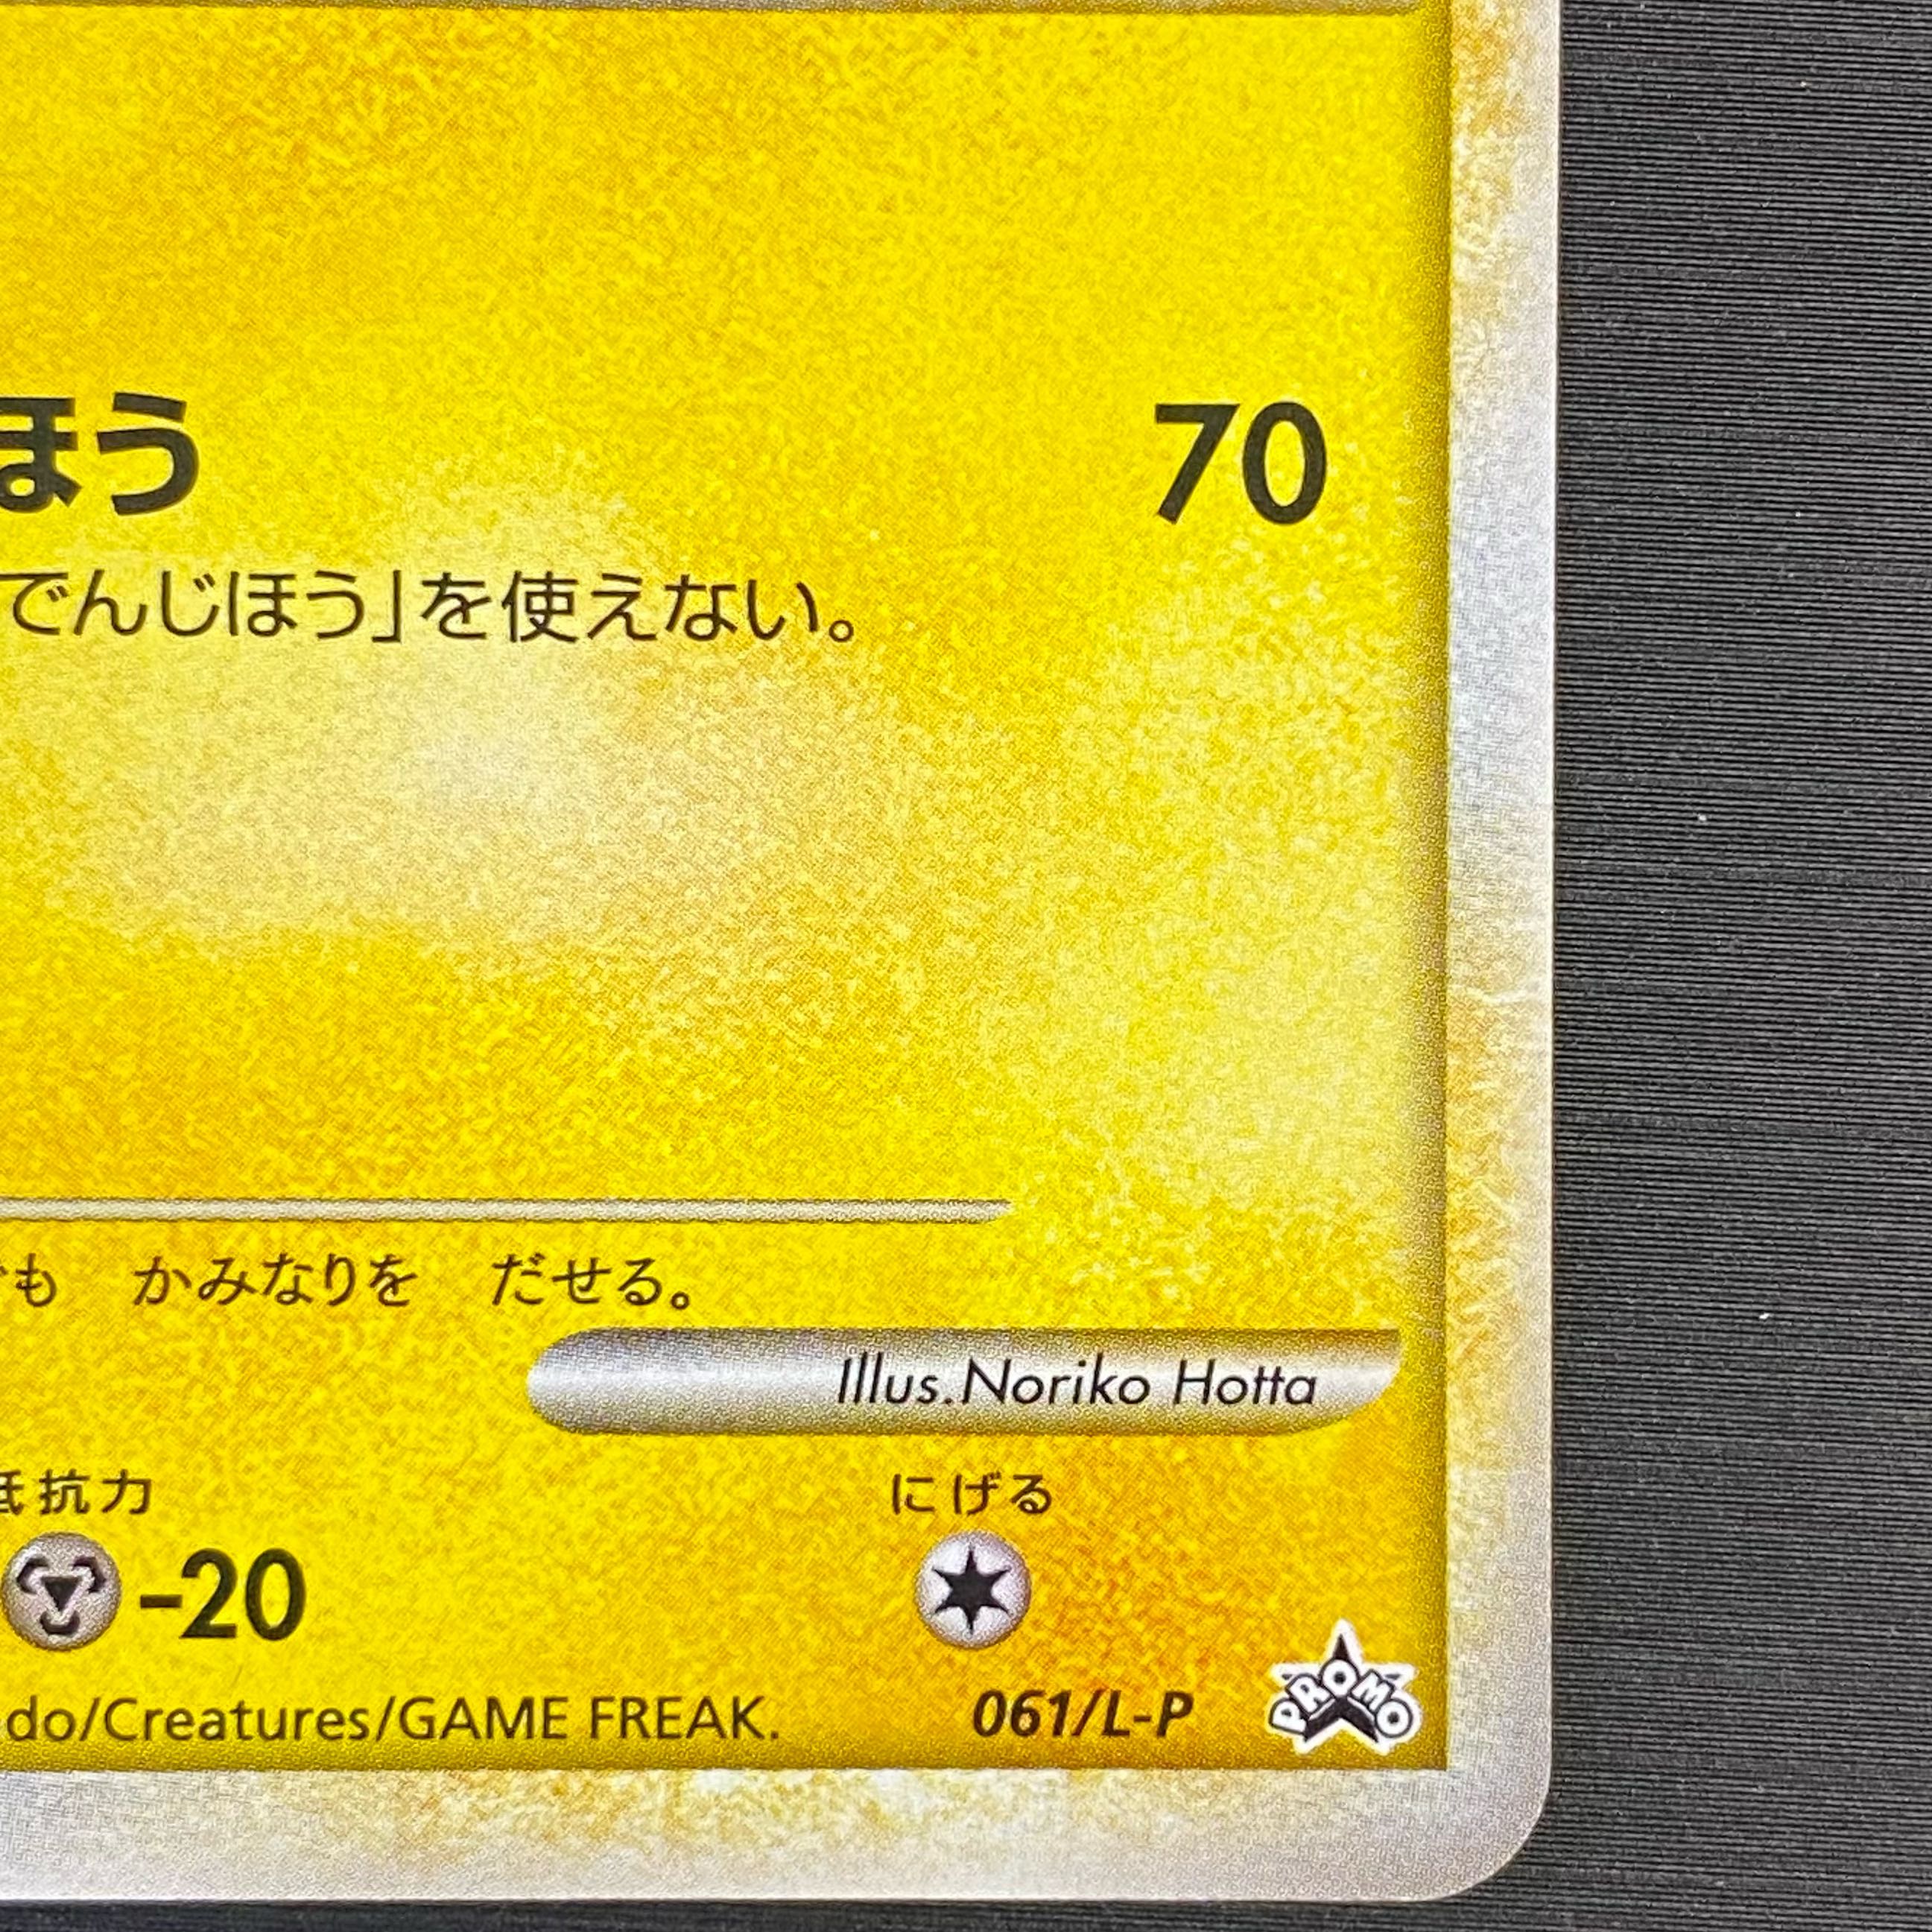 ほう 70
でんじほう」を使えない。
も　かみなりを　だせる。
Illus.Noriko Hotta
抵抗力 にげる
-20
do/Creatures/GAME FREAK. 061/L-P PROMO